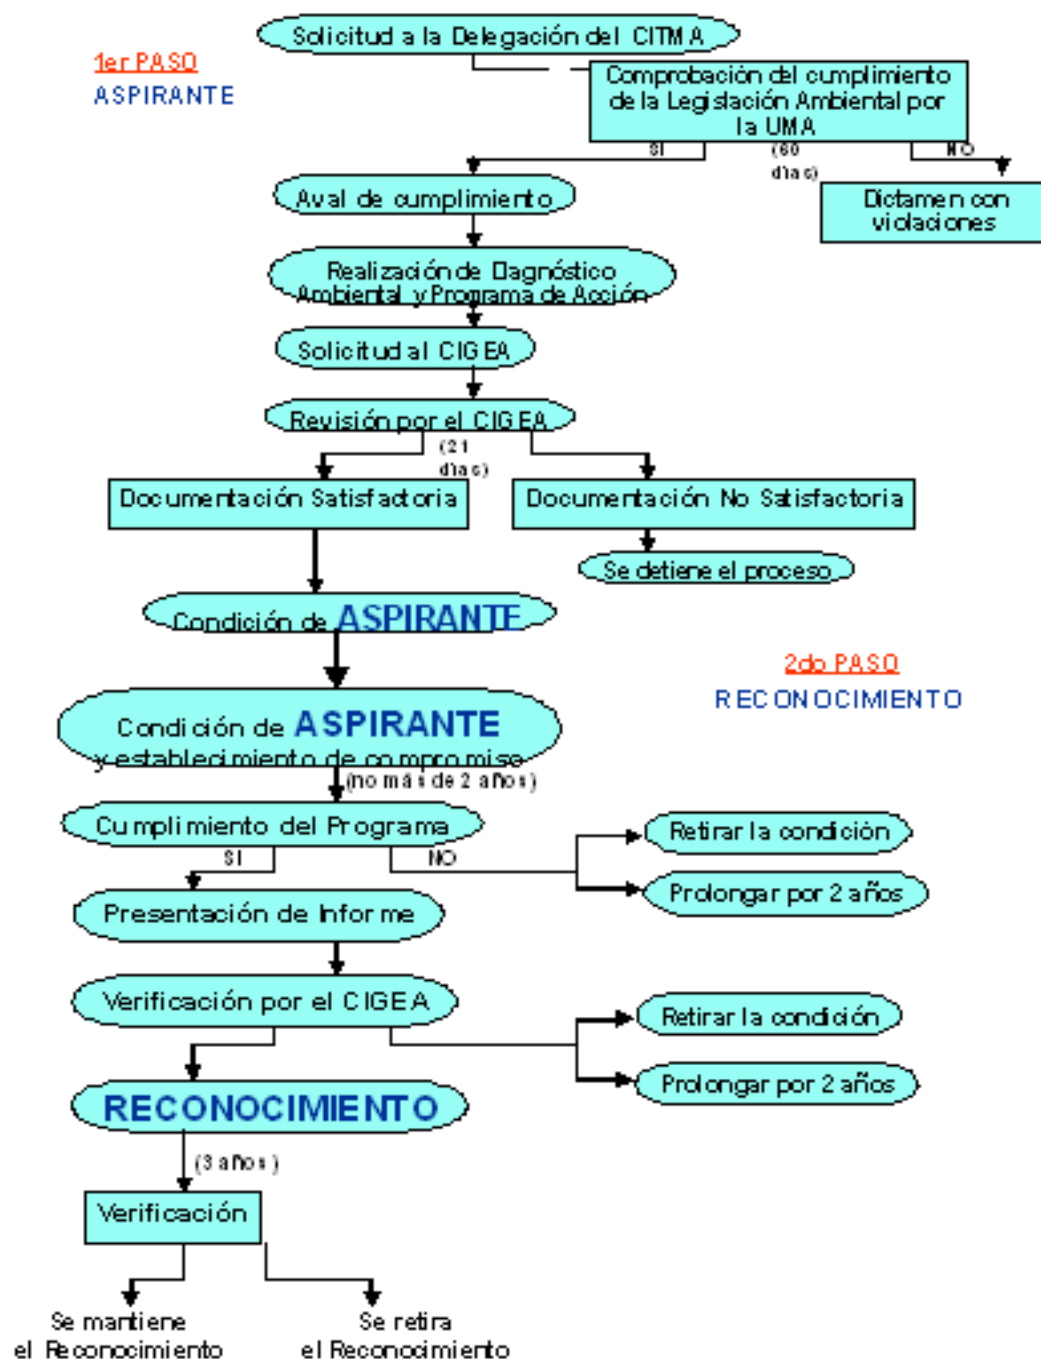 Solicitud a la Delegación del CITMA
1er PASO
ASPIRANTE
Comprobación del cumplimiento
de la Legislación Ambiental por
la UMA
SI
(60
días)
NO
Aval de cumplimiento
Dictamen con
violaciones
Realización de Diagnóstico
Ambiental y Programa de Acción
Solicitud al CIGEA
Revisión por el CIGEA
(21
días)
Documentación Satisfactoria
Documentación No Satisfactoria
Se detiene el proceso
Condición de ASPIRANTE
2do PASO
RECONOCIMIENTO
Condición de ASPIRANTE
y establecimiento de compromiso
(no más de 2 años)
Cumplimiento del Programa
Retirar la condición
SI
NO
Prolongar por 2 años
Presentación de Informe
Verificación por el CIGEA
Retirar la condición
Prolongar por 2 años
RECONOCIMIENTO
(3 años)
Verificación
Se mantiene
el Reconocimiento
Se retira
el Reconocimiento